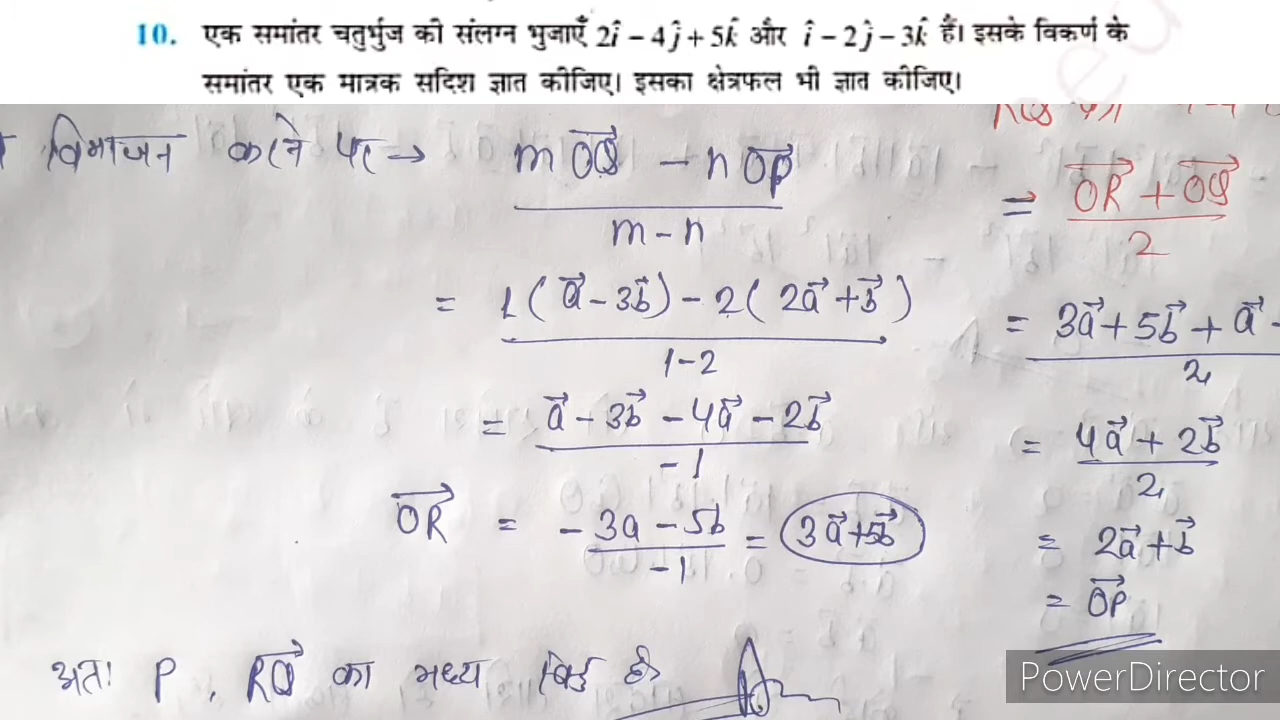 10. एक समांतर चतुर्भुज की संलग्न भुजाएँ 2î − 4ĵ + 5k̂ और î − 2ĵ − 3k̂ हैं। इसके विकर्ण के
समांतर एक मात्रक सदिश ज्ञात कीजिए। इसका क्षेत्रफल भी ज्ञात कीजिए।
विभाजन करने पर → m OQ⃗ − n OP⃗
m − n
= 1(a⃗ − 3b⃗) − 2(2a⃗ + b⃗)
1 − 2
= a⃗ − 3b⃗ − 4a⃗ − 2b⃗
−1
OR⃗ = −3a − 5b = 3a⃗ + 5b⃗
−1
अतः P, RQ⃗ का मध्य बिंदु है।
= OR⃗ + OQ⃗
2
= 3a⃗ + 5b⃗ + a⃗ −
2
= 4a⃗ + 2b⃗
2
= 2a⃗ + b⃗
= OP⃗
PowerDirector